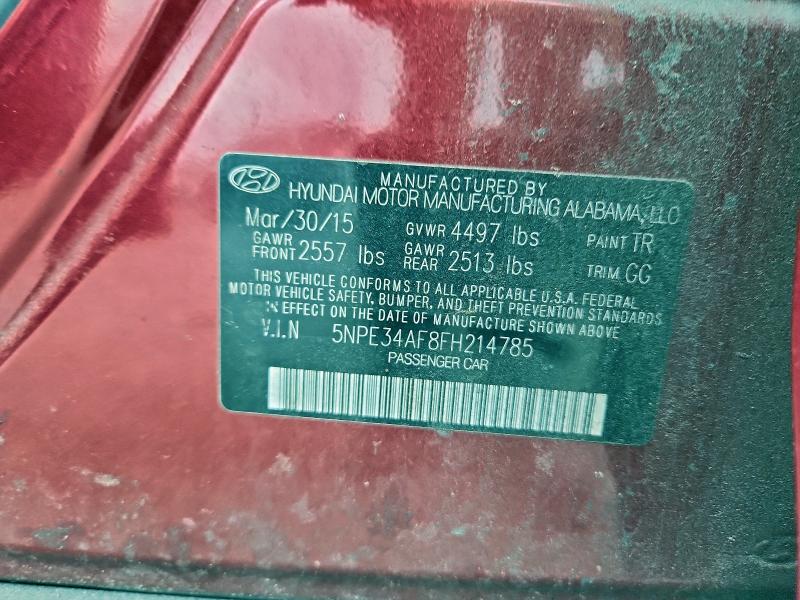 MANUFACTURED BY
HYUNDAI MOTOR MANUFACTURING ALABAMA, LLC
Mar/30/15 GVWR 4497 lbs PAINT TR
GAWR FRONT 2557 lbs GAWR REAR 2513 lbs TRIM GG
THIS VEHICLE CONFORMS TO ALL APPLICABLE U.S.A. FEDERAL
MOTOR VEHICLE SAFETY, BUMPER, AND THEFT PREVENTION STANDARDS
IN EFFECT ON THE DATE OF MANUFACTURE SHOWN ABOVE
V.I.N 5NPE34AF8FH214785
PASSENGER CAR